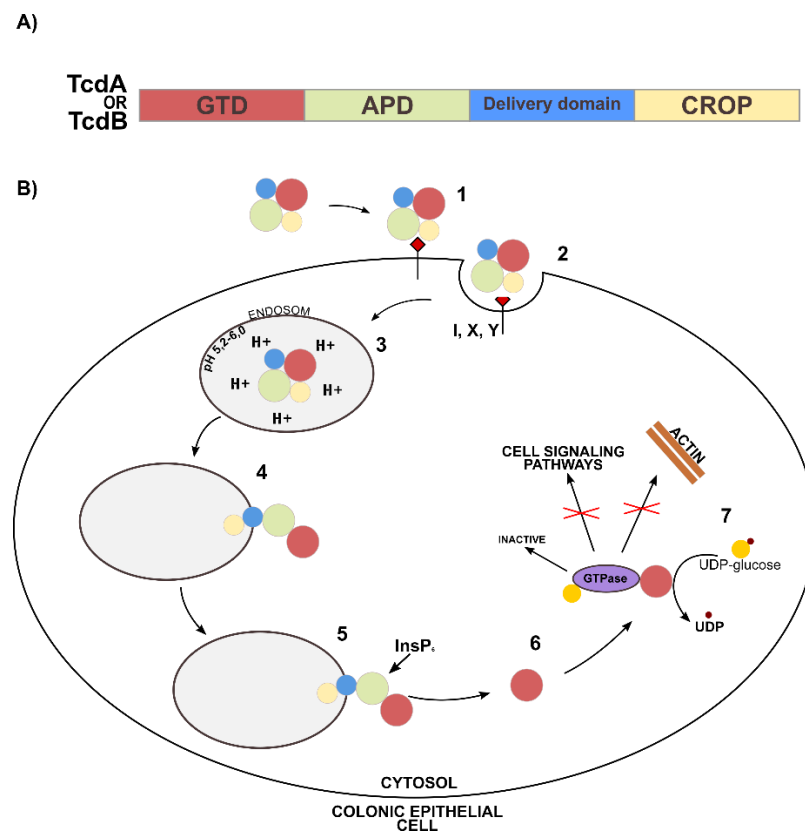 A)
TcdA
OR
TcdB
GTD
APD
Delivery domain
CROP
B)
1
2
I, X, Y
ENDOSOM
pH 5,2-6,0
3
H+
H+
H+
H+
H+
4
CELL SIGNALING
PATHWAYS
ACTIN
7
INACTIVE
GTPase
UDP-glucose
UDP
5
InsP₆
6
CYTOSOL
COLONIC EPITHELIAL
CELL